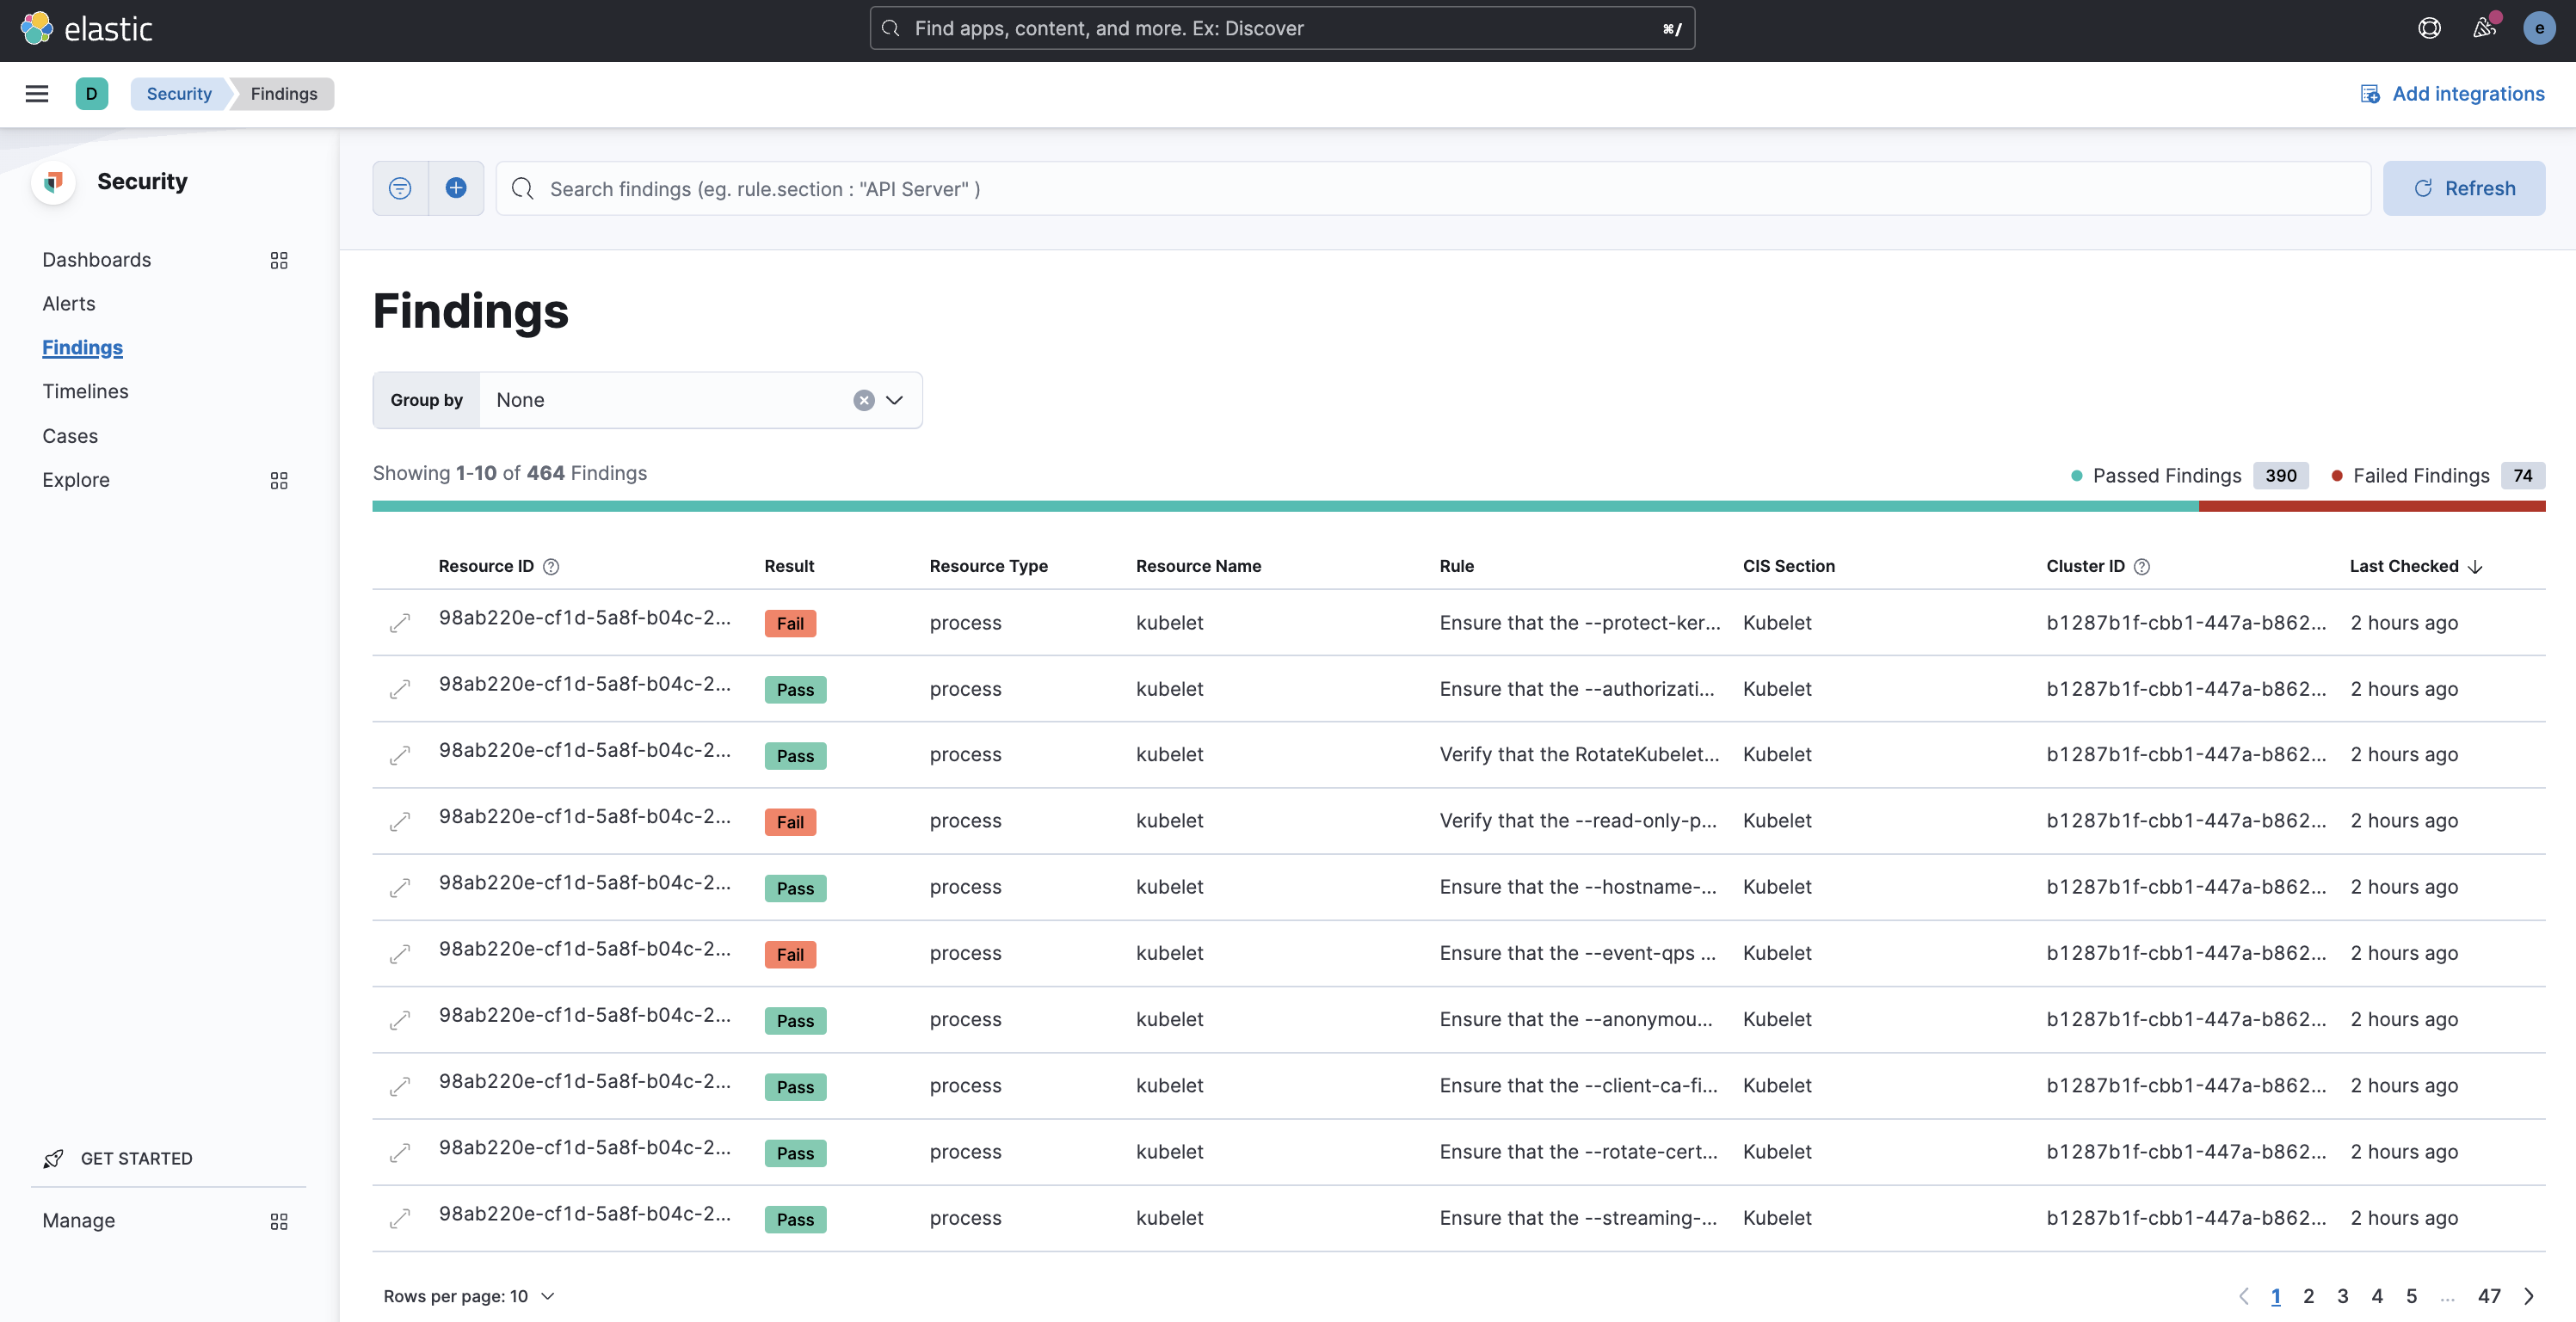 elastic
Find apps, content, and more. Ex: Discover ⌘/
e
D Security Findings Add integrations
Security
Dashboards
Alerts
Findings
Timelines
Cases
Explore
GET STARTED
Manage
Search findings (eg. rule.section : "API Server" )
Refresh
Findings
Group by None
Showing 1-10 of 464 Findings Passed Findings 390 Failed Findings 74
Resource ID Result Resource Type Resource Name Rule CIS Section Cluster ID Last Checked
98ab220e-cf1d-5a8f-b04c-2... Fail process kubelet Ensure that the --protect-ker... Kubelet b1287b1f-cbb1-447a-b862... 2 hours ago
98ab220e-cf1d-5a8f-b04c-2... Pass process kubelet Ensure that the --authorizati... Kubelet b1287b1f-cbb1-447a-b862... 2 hours ago
98ab220e-cf1d-5a8f-b04c-2... Pass process kubelet Verify that the RotateKubelet... Kubelet b1287b1f-cbb1-447a-b862... 2 hours ago
98ab220e-cf1d-5a8f-b04c-2... Fail process kubelet Verify that the --read-only-p... Kubelet b1287b1f-cbb1-447a-b862... 2 hours ago
98ab220e-cf1d-5a8f-b04c-2... Pass process kubelet Ensure that the --hostname-... Kubelet b1287b1f-cbb1-447a-b862... 2 hours ago
98ab220e-cf1d-5a8f-b04c-2... Fail process kubelet Ensure that the --event-qps ... Kubelet b1287b1f-cbb1-447a-b862... 2 hours ago
98ab220e-cf1d-5a8f-b04c-2... Pass process kubelet Ensure that the --anonymou... Kubelet b1287b1f-cbb1-447a-b862... 2 hours ago
98ab220e-cf1d-5a8f-b04c-2... Pass process kubelet Ensure that the --client-ca-fi... Kubelet b1287b1f-cbb1-447a-b862... 2 hours ago
98ab220e-cf1d-5a8f-b04c-2... Pass process kubelet Ensure that the --rotate-cert... Kubelet b1287b1f-cbb1-447a-b862... 2 hours ago
98ab220e-cf1d-5a8f-b04c-2... Pass process kubelet Ensure that the --streaming-... Kubelet b1287b1f-cbb1-447a-b862... 2 hours ago
Rows per page: 10 1 2 3 4 5 ... 47